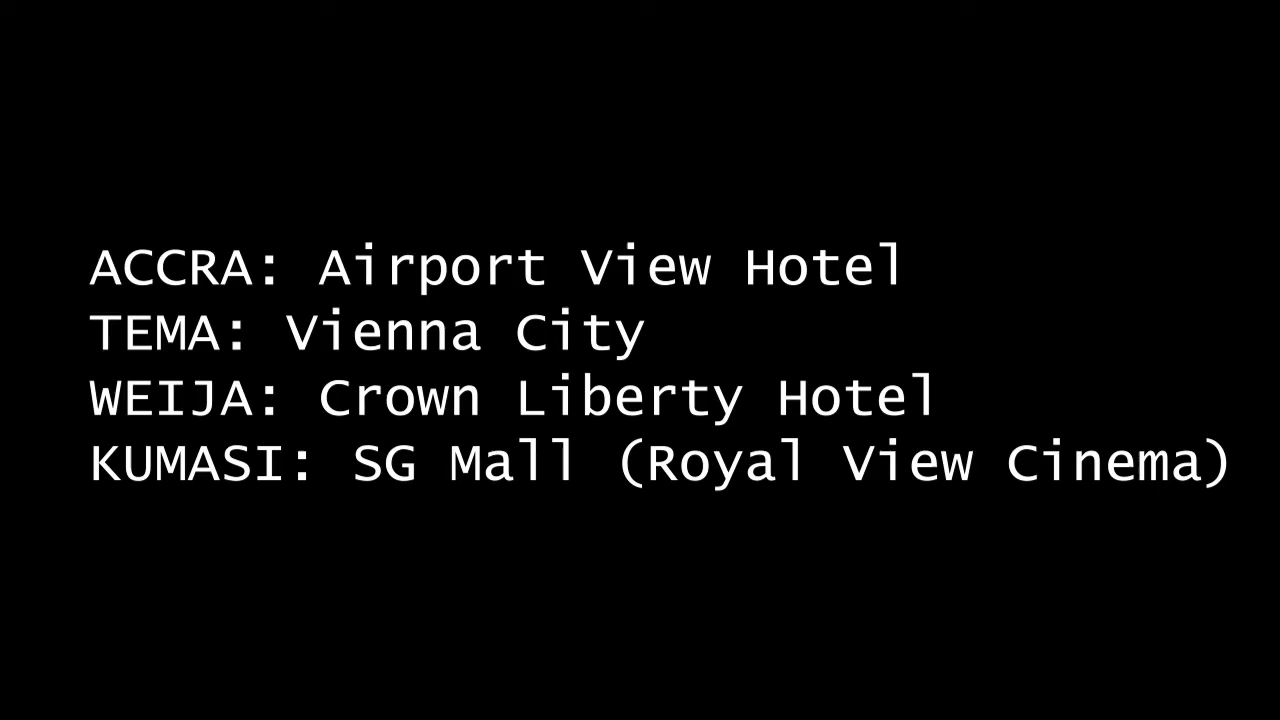 ACCRA: Airport View Hotel
TEMA: Vienna City
WEIJA: Crown Liberty Hotel
KUMASI: SG Mall (Royal View Cinema)